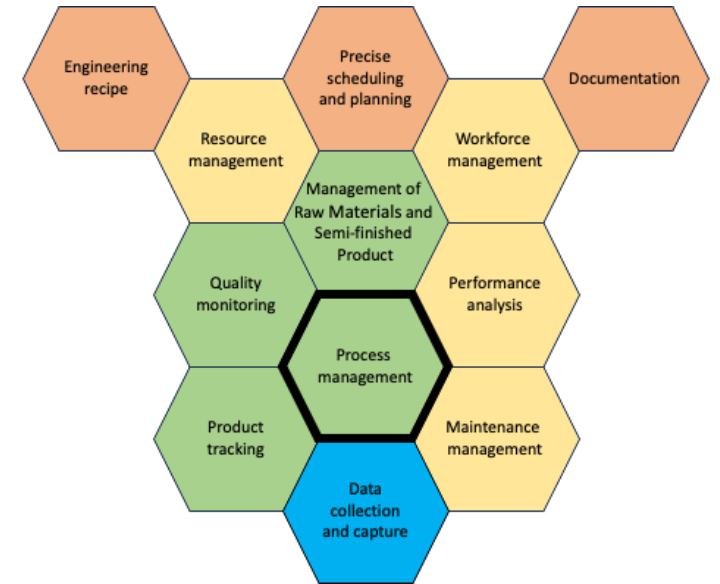 Engineering
recipe
Precise
scheduling
and planning
Documentation
Resource
management
Workforce
management
Management of
Raw Materials and
Semi-finished
Product
Quality
monitoring
Performance
analysis
Process
management
Product
tracking
Maintenance
management
Data
collection
and capture